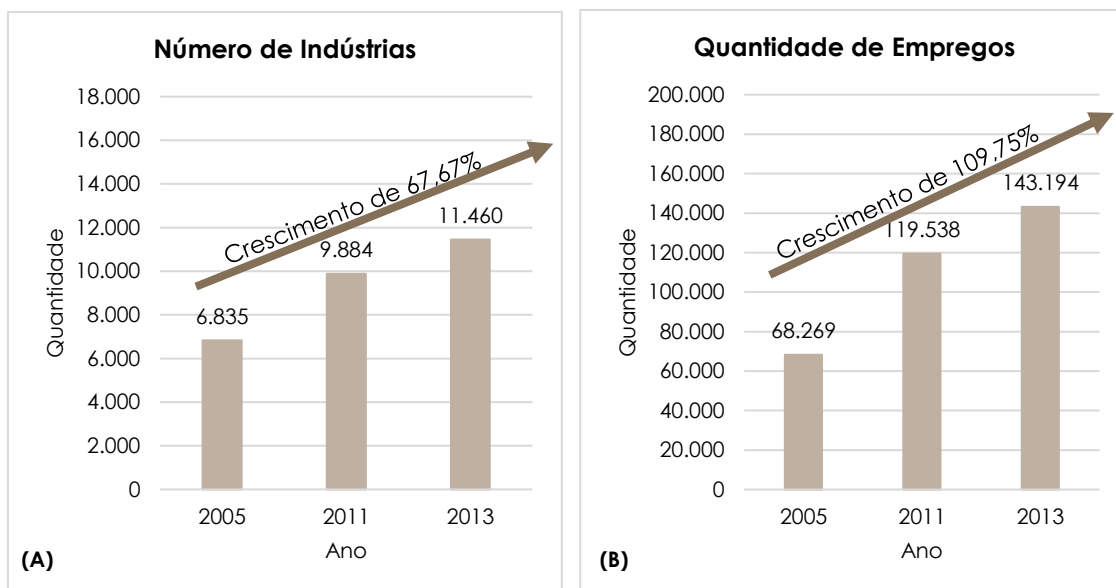 Número de Indústrias
18.000
16.000
14.000
12.000
10.000
8.000
6.000
4.000
2.000
0
Quantidade
Crescimento de 67,67%
6.835
9.884
11.460
2005 2011 2013
Ano
(A)
Quantidade de Empregos
200.000
180.000
160.000
140.000
120.000
100.000
80.000
60.000
40.000
20.000
0
Quantidade
Crescimento de 109,75%
68.269
119.538
143.194
2005 2011 2013
Ano
(B)